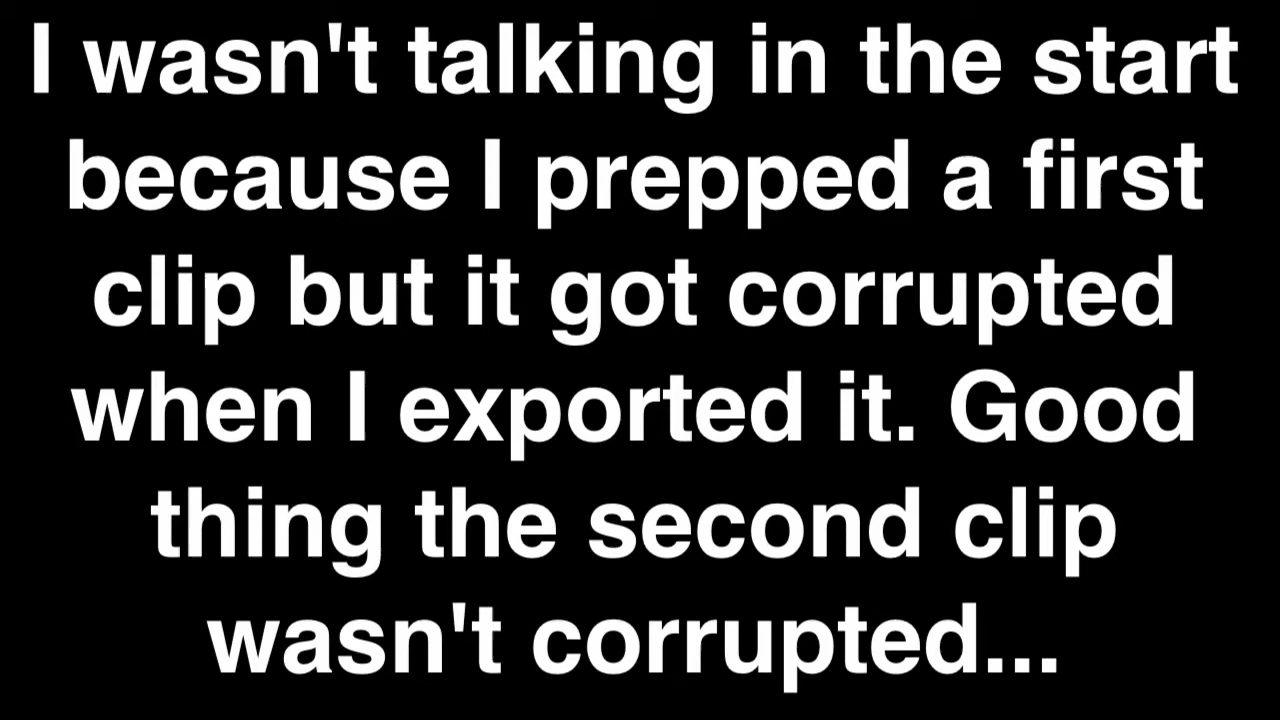 I wasn't talking in the start
because I prepped a first
clip but it got corrupted
when I exported it. Good
thing the second clip
wasn't corrupted...